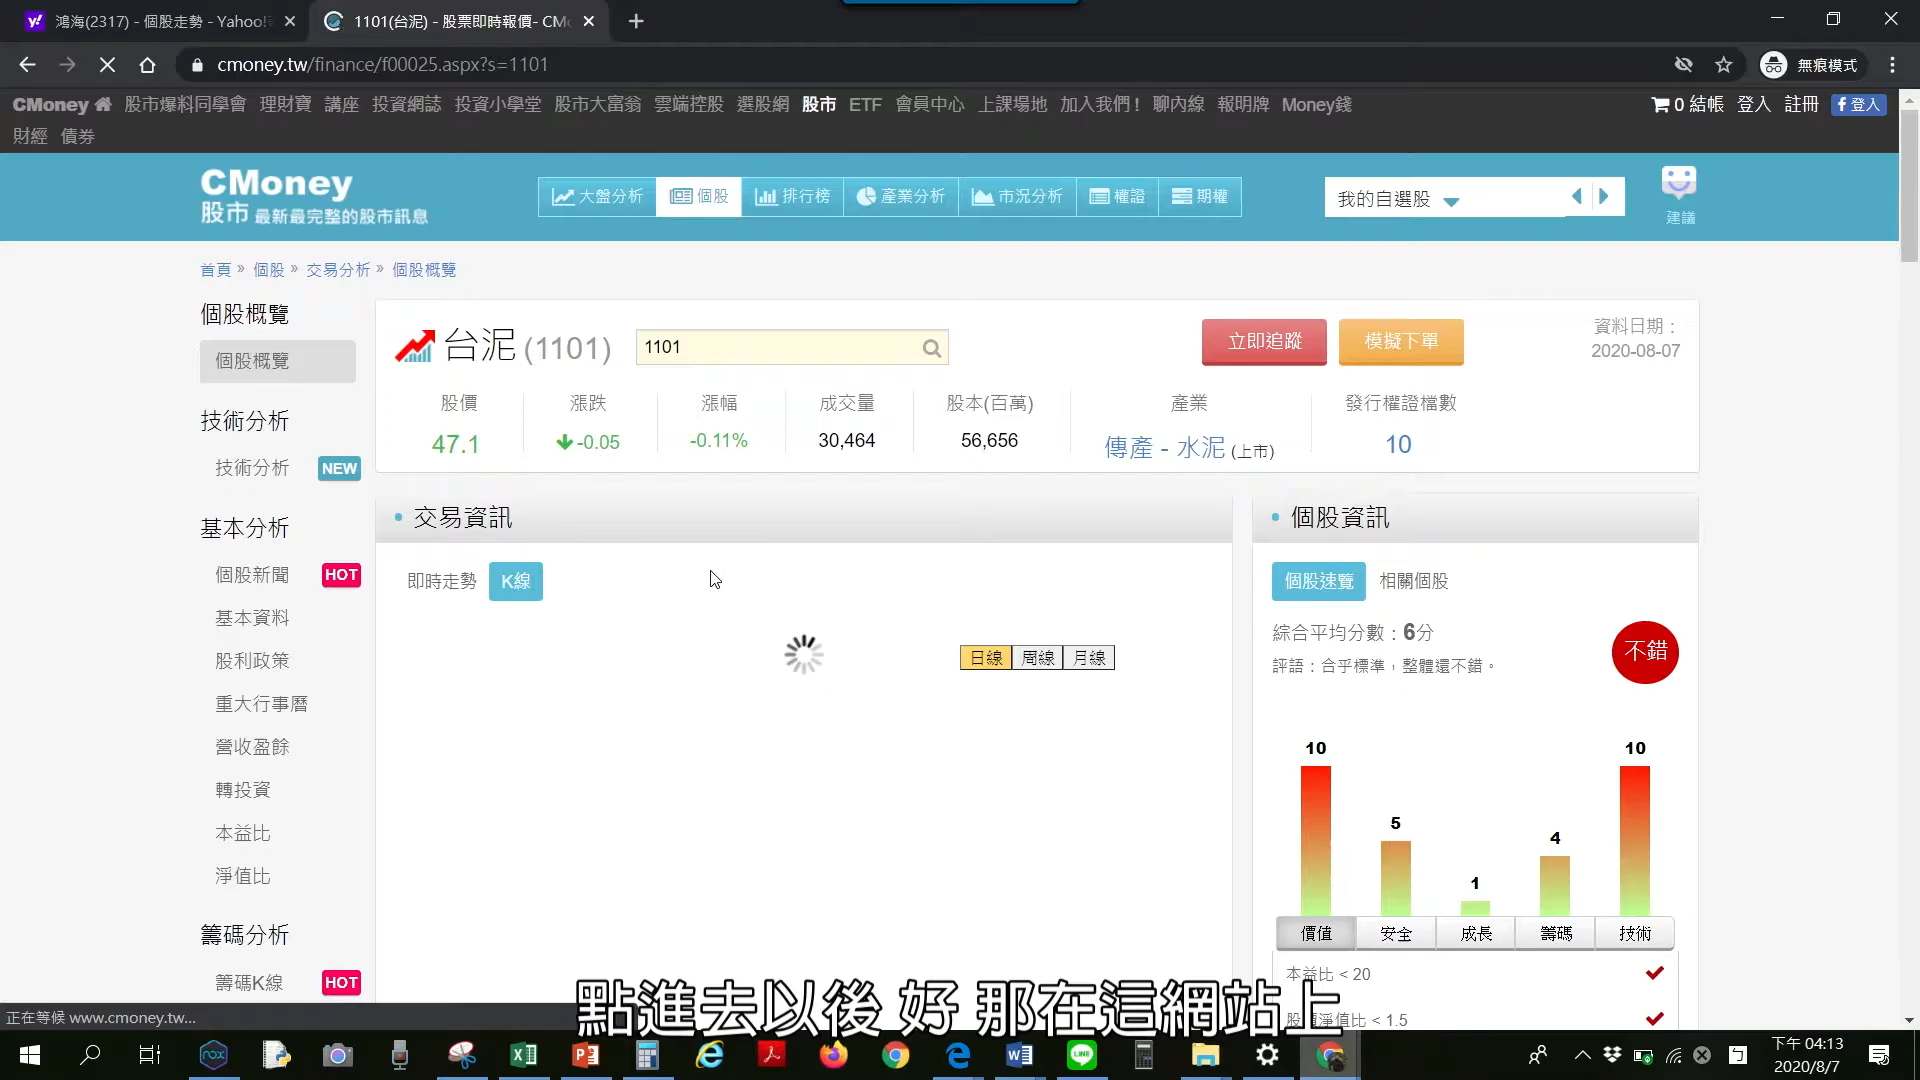 鴻海(2317) - 個股走勢 - Yahoo!
1101(台泥) - 股票即時報價- CM
cmoney.tw/finance/f00025.aspx?s=1101
無痕模式
CMoney 股市爆料同學會 理財寶 講座 投資網誌 投資小學堂 股市大富翁 雲端控股 選股網 股市 ETF 會員中心 上課場地 加入我們! 聊內線 報明牌 Money錢
0 結帳 登入 註冊 f 登入
財經 債券
CMoney
股市 最新最完整的股市訊息
大盤分析 個股 排行榜 產業分析 市況分析 權證 期權
我的自選股
建議
首頁 » 個股 » 交易分析 » 個股概覽
個股概覽
個股概覽
技術分析
技術分析 NEW
基本分析
個股新聞 HOT
基本資料
股利政策
重大行事曆
營收盈餘
轉投資
本益比
淨值比
籌碼分析
籌碼K線 HOT
台泥 (1101)
1101
立即追蹤
模擬下單
資料日期：
2020-08-07
股價 漲跌 漲幅 成交量 股本(百萬) 產業 發行權證檔數
47.1 -0.05 -0.11% 30,464 56,656 傳產 - 水泥 (上市) 10
交易資訊
即時走勢 K線
日線 周線 月線
個股資訊
個股速覽 相關個股
綜合平均分數：6分
評語：合乎標準，整體還不錯。
不錯
10 5 1 4 10
價值 安全 成長 籌碼 技術
本益比 < 20
淨值比 < 1.5
點進去以後 好 那在這網站上
正在等候 www.cmoney.tw...
下午 04:13
2020/8/7